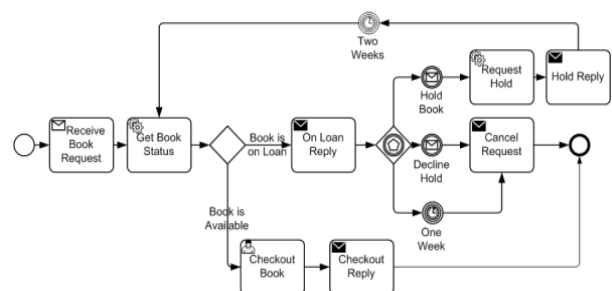 Two
Weeks
Receive
Book
Request
Get Book
Status
Book is
on Loan
On Loan
Reply
Hold
Book
Request
Hold
Hold Reply
Decline
Hold
Cancel
Request
One
Week
Book is
Available
Checkout
Book
Checkout
Reply